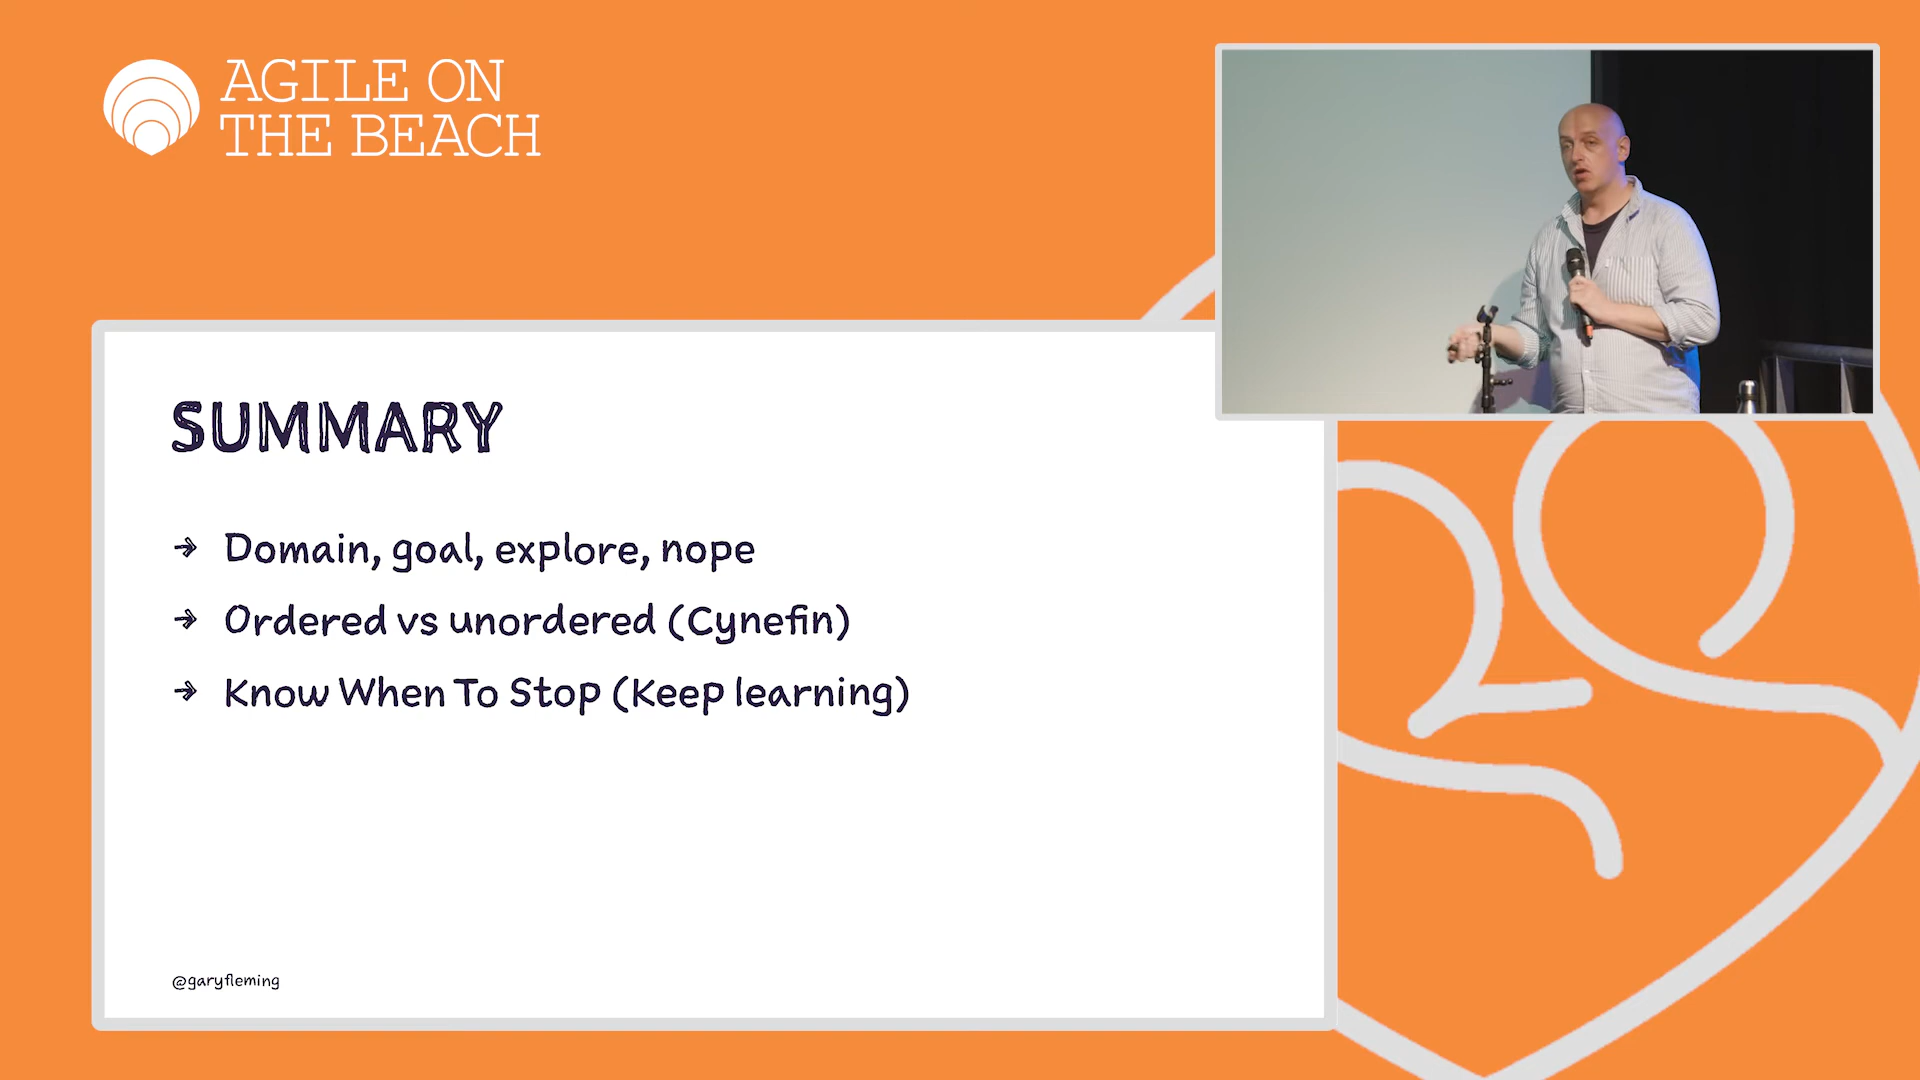 AGILE ON
THE BEACH
SUMMARY
→ Domain, goal, explore, nope
→ Ordered vs unordered (Cynefin)
→ Know When To Stop (Keep learning)
@garyfleming